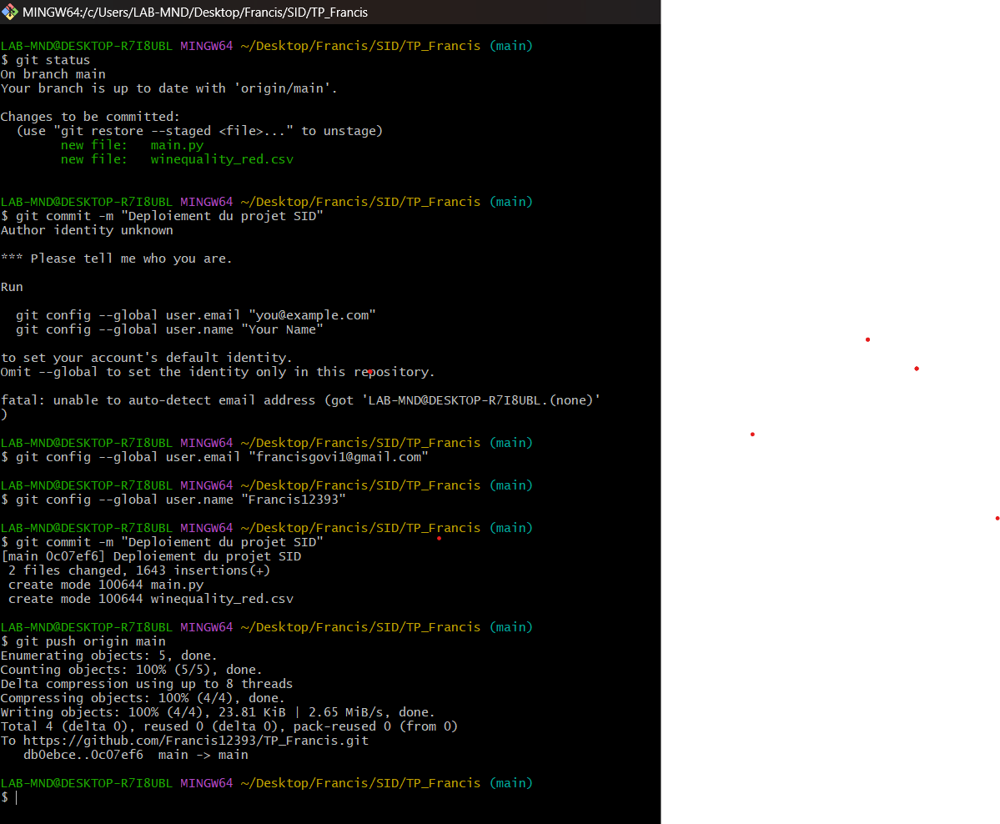 MINGW64:/c/Users/LAB-MND/Desktop/Francis/SID/TP_Francis
LAB-MND@DESKTOP-R7I8UBL MINGW64 ~/Desktop/Francis/SID/TP_Francis (main)
$ git status
On branch main
Your branch is up to date with 'origin/main'.
Changes to be committed:
(use "git restore --staged <file>..." to unstage)
new file: main.py
new file: winequality_red.csv
LAB-MND@DESKTOP-R7I8UBL MINGW64 ~/Desktop/Francis/SID/TP_Francis (main)
$ git commit -m "Deploiement du projet SID"
Author identity unknown
*** Please tell me who you are.
Run
git config --global user.email "you@example.com"
git config --global user.name "Your Name"
to set your account's default identity.
Omit --global to set the identity only in this repository.
fatal: unable to auto-detect email address (got 'LAB-MND@DESKTOP-R7I8UBL.(none)'
)
LAB-MND@DESKTOP-R7I8UBL MINGW64 ~/Desktop/Francis/SID/TP_Francis (main)
$ git config --global user.email "francisgovi1@gmail.com"
LAB-MND@DESKTOP-R7I8UBL MINGW64 ~/Desktop/Francis/SID/TP_Francis (main)
$ git config --global user.name "Francis12393"
LAB-MND@DESKTOP-R7I8UBL MINGW64 ~/Desktop/Francis/SID/TP_Francis (main)
$ git commit -m "Deploiement du projet SID"
[main 0c07ef6] Deploiement du projet SID
2 files changed, 1643 insertions(+)
create mode 100644 main.py
create mode 100644 winequality_red.csv
LAB-MND@DESKTOP-R7I8UBL MINGW64 ~/Desktop/Francis/SID/TP_Francis (main)
$ git push origin main
Enumerating objects: 5, done.
Counting objects: 100% (5/5), done.
Delta compression using up to 8 threads
Compressing objects: 100% (4/4), done.
Writing objects: 100% (4/4), 23.81 KiB | 2.65 MiB/s, done.
Total 4 (delta 0), reused 0 (delta 0), pack-reused 0 (from 0)
To https://github.com/Francis12393/TP_Francis.git
db0ebce..0c07ef6 main -> main
LAB-MND@DESKTOP-R7I8UBL MINGW64 ~/Desktop/Francis/SID/TP_Francis (main)
$